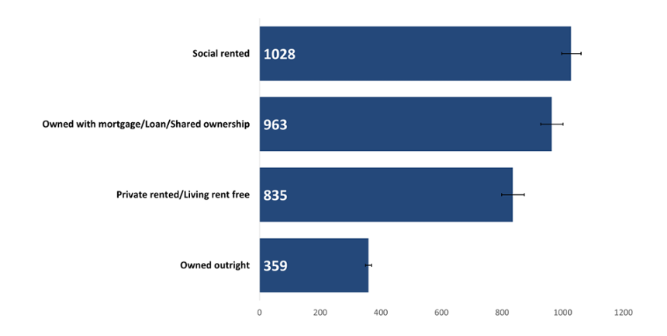 Social rented 1028
Owned with mortgage/Loan/Shared ownership 963
Private rented/Living rent free 835
Owned outright 359
0 200 400 600 800 1000 1200